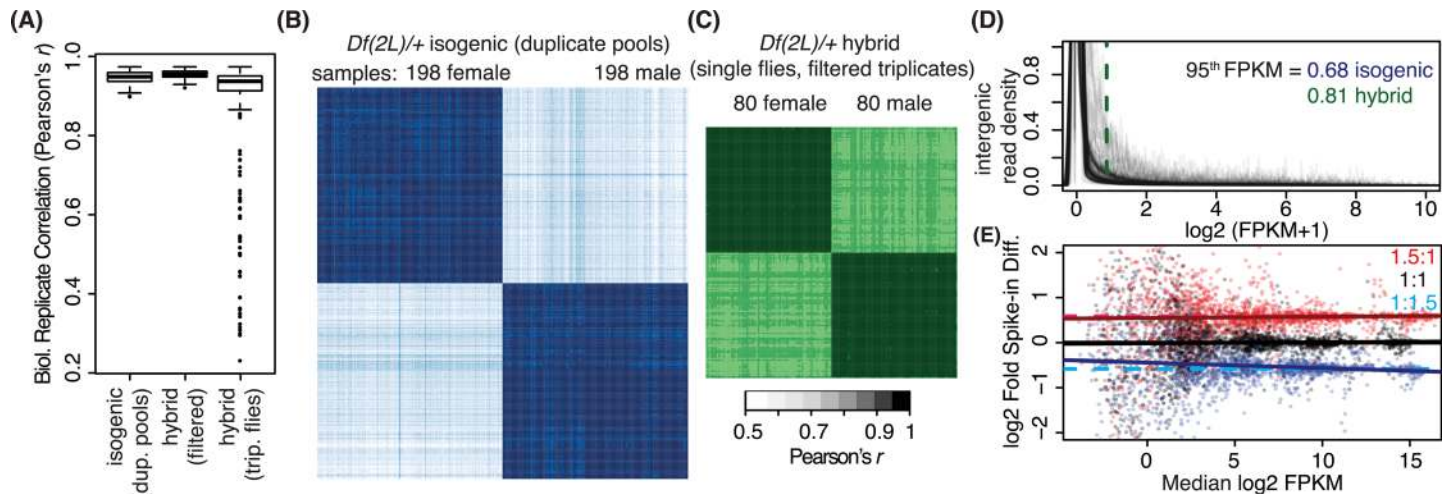 (A)
Biol. Replicate Correlation (Pearson's r)
1.0
0.8
0.6
0.4
0.2
isogenic
dup. pools)
hybrid
(filtered)
hybrid
(trip. flies)
(B)
Df(2L)/+ isogenic (duplicate pools)
samples: 198 female
198 male
(C)
Df(2L)/+ hybrid
(single flies, filtered triplicates)
80 female
80 male
0.5
0.7
0.9
1
Pearson's r
(D)
intergenic
read density
0.8
0.4
0.0
95th FPKM = 0.68 isogenic
0.81 hybrid
0
2
4
6
8
10
log2 (FPKM+1)
(E)
log2 Fold Spike-in Diff.
2
1
0
-1
-2
1.5:1
1:1
1:1.5
0
5
10
15
Median log2 FPKM